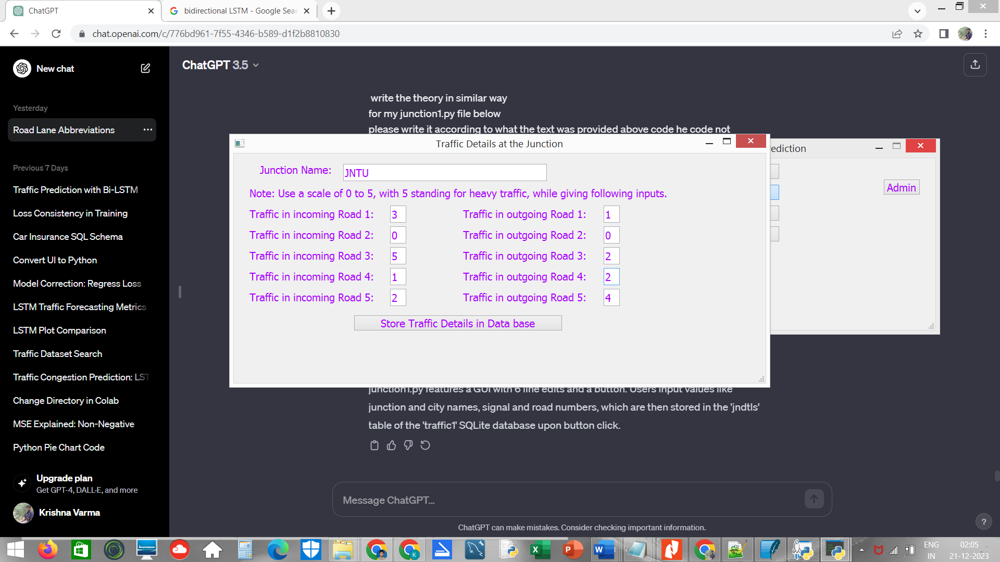 ChatGPT
bidirectional LSTM - Google Sear
chat.openai.com/c/776bd961-7f55-4346-b589-d1f2b8810830
New chat
Yesterday
Road Lane Abbreviations
Previous 7 Days
Traffic Prediction with Bi-LSTM
Loss Consistency in Training
Car Insurance SQL Schema
Convert UI to Python
Model Correction: Regress Loss
LSTM Traffic Forecasting Metrics
LSTM Plot Comparison
Traffic Dataset Search
Traffic Congestion Prediction: LST
Change Directory in Colab
MSE Explained: Non-Negative
Python Pie Chart Code
Upgrade plan
Get GPT-4, DALL·E, and more
Krishna Varma
ChatGPT 3.5
write the theory in similar way
for my junction1.py file below
please write it according to what the text was provided above code he code not
Traffic Details at the Junction
Junction Name: JNTU
Note: Use a scale of 0 to 5, with 5 standing for heavy traffic, while giving following inputs.
Traffic in incoming Road 1: 3 Traffic in outgoing Road 1: 1
Traffic in incoming Road 2: 0 Traffic in outgoing Road 2: 0
Traffic in incoming Road 3: 5 Traffic in outgoing Road 3: 2
Traffic in incoming Road 4: 1 Traffic in outgoing Road 4: 2
Traffic in incoming Road 5: 2 Traffic in outgoing Road 5: 4
Store Traffic Details in Data base
ediction
Admin
junction1.py features a GUI with 6 line edits and a button. Users input values like
junction and city names, signal and road numbers, which are then stored in the 'jndtls'
table of the 'traffic1' SQLite database upon button click.
Message ChatGPT...
ChatGPT can make mistakes. Consider checking important information.
?
ENG
IN
02:05
21-12-2023